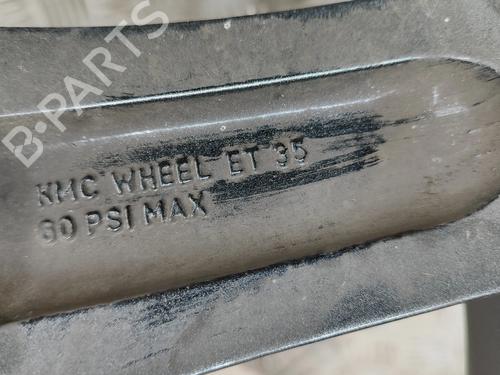 B-PARTS
KMC WHEEL ET 35
60 PSI MAX